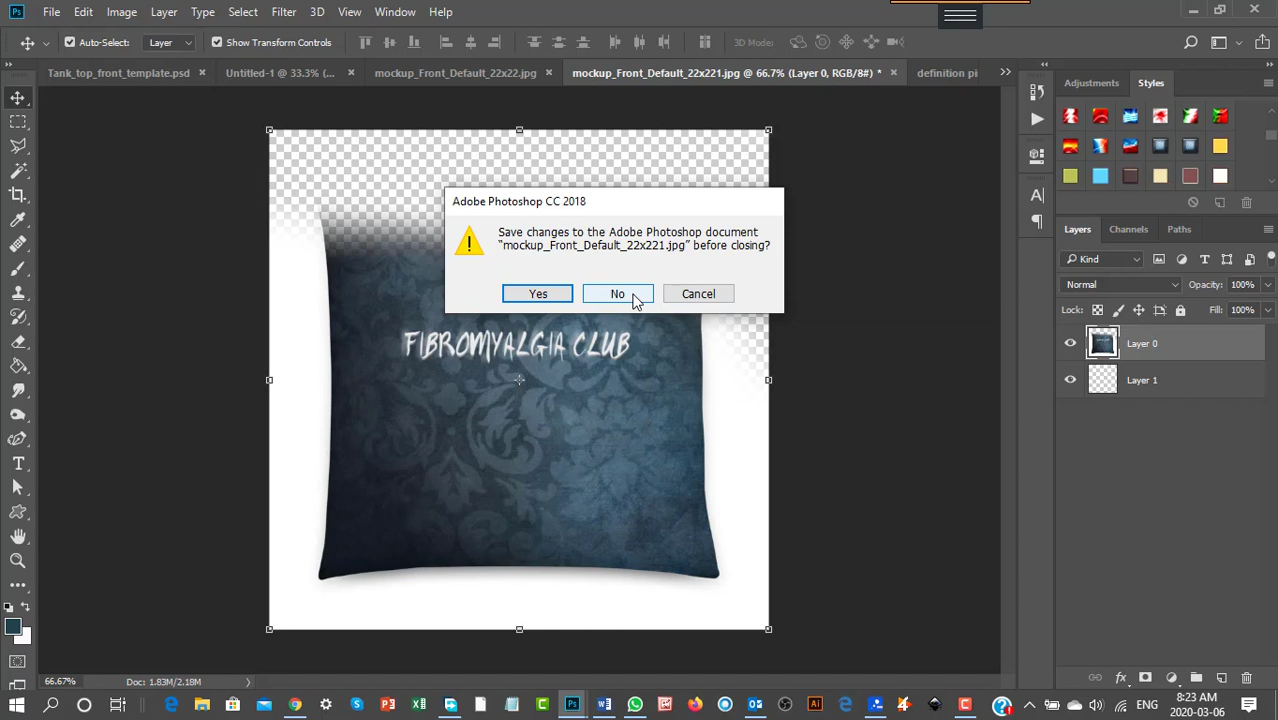 Ps File Edit Image Layer Type Select Filter 3D View Window Help
Auto-Select: Layer Show Transform Controls 3D Mode:
Tank_top_front_template.psd × Untitled-1 @ 33.3% (... × mockup_Front_Default_22x22.jpg × mockup_Front_Default_22x221.jpg @ 66.7% (Layer 0, RGB/8#) * × definition pi
Adjustments Styles
Adobe Photoshop CC 2018
Save changes to the Adobe Photoshop document
“mockup_Front_Default_22x221.jpg” before closing?
Yes No Cancel
FIBROMYALGIA CLUB
Layers Channels Paths
Kind
Normal Opacity: 100%
Lock: Fill: 100%
Layer 0
Layer 1
66.67% Doc: 1.83M/2.18M
ENG 8:23 AM
2020-03-06